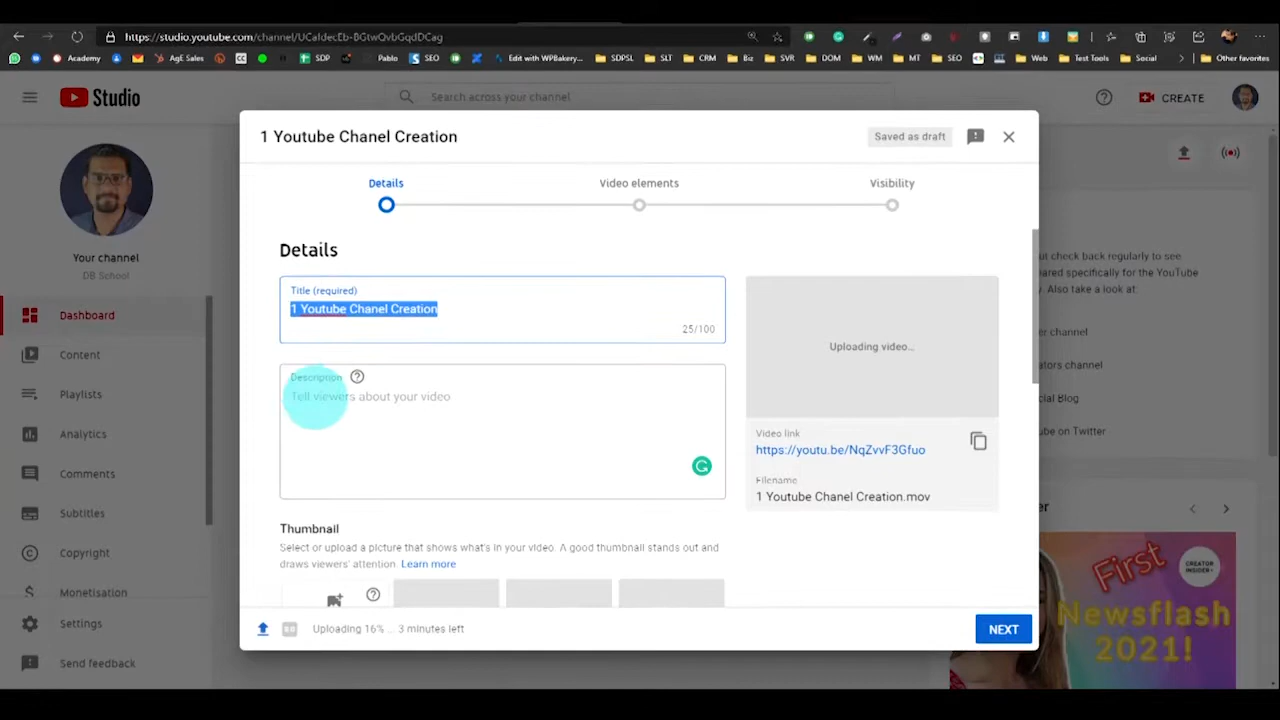 https://studio.youtube.com/channel/UCaIdecEb-BGtwQvbGqdDCag
Academy
AgE Sales
CC
SDP
Pablo
SEO
Edit with WPBakery...
SDPSL
SLT
CRM
Biz
SVR
DOM
WM
MT
SEO
Web
Test Tools
Social
Other favorites
Studio
Search across your channel
CREATE
Your channel
DB School
Dashboard
Content
Playlists
Analytics
Comments
Subtitles
Copyright
Monetisation
Settings
Send feedback
1 Youtube Chanel Creation
Saved as draft
Details
Video elements
Visibility
Details
Title (required)
1 Youtube Chanel Creation
25/100
Description
Tell viewers about your video
Uploading video...
Video link
https://youtu.be/NqZvvF3Gfuo
Filename
1 Youtube Chanel Creation.mov
Thumbnail
Select or upload a picture that shows what's in your video. A good thumbnail stands out and
draws viewers' attention. Learn more
Uploading 16% ... 3 minutes left
NEXT
ut check back regularly to see
eared specifically for the YouTube
y. Also take a look at:
er channel
eators channel
cial Blog
ube on Twitter
er
First
CREATOR
INSIDER
Newsflash
2021!